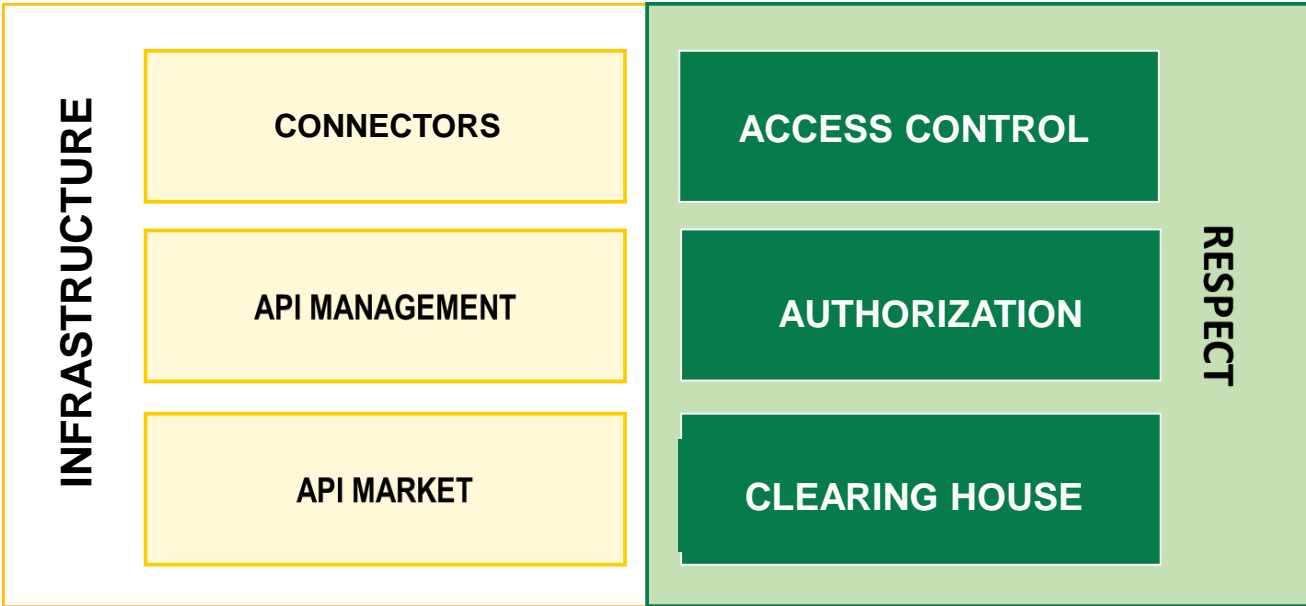 INFRASTRUCTURE
CONNECTORS
API MANAGEMENT
API MARKET
ACCESS CONTROL
AUTHORIZATION
CLEARING HOUSE
RESPECT